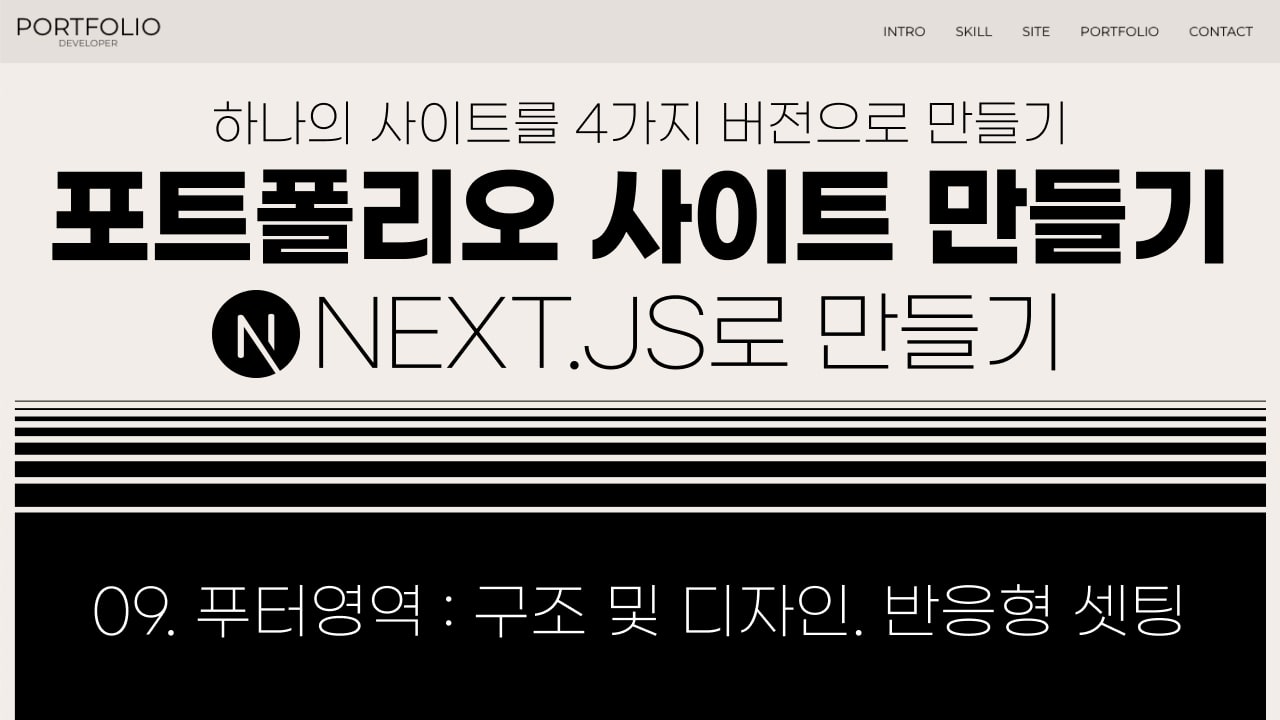 PORTFOLIO
DEVELOPER
INTRO SKILL SITE PORTFOLIO CONTACT
하나의 사이트를 4가지 버전으로 만들기
포트폴리오 사이트 만들기
N NEXT.JS로 만들기
09. 푸터영역 : 구조 및 디자인. 반응형 셋팅